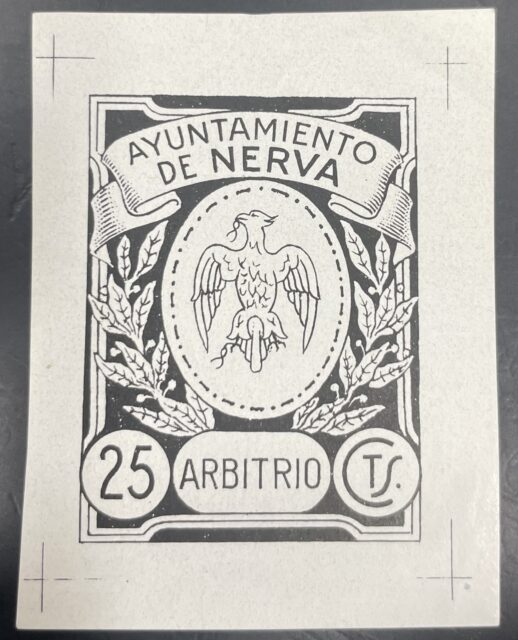 AYUNTAMIENTO
DE NERVA
25 ARBITRIO CTS.